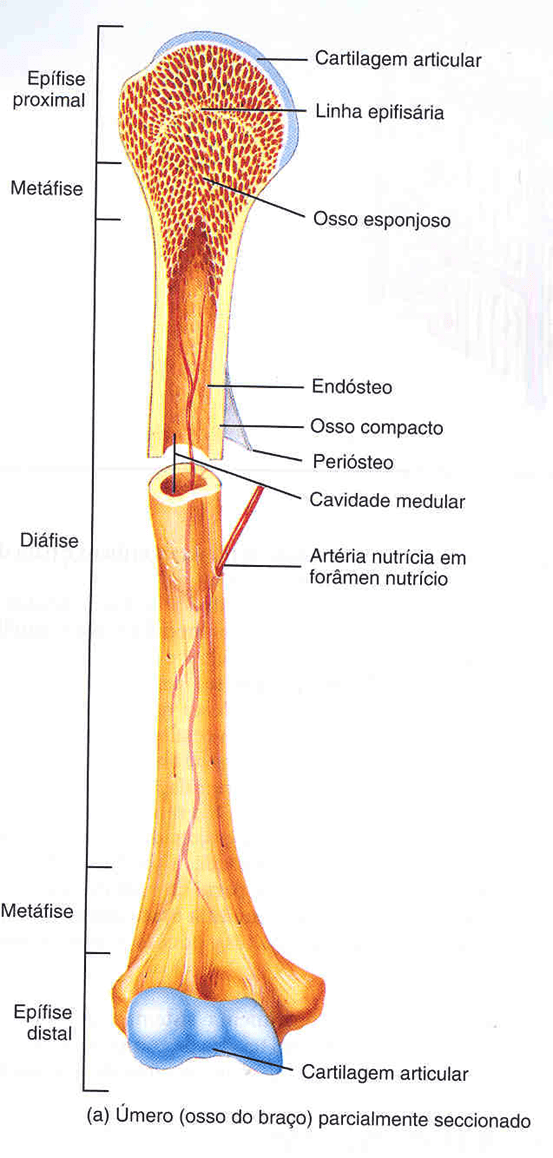 Epífise
proximal
Cartilagem articular
Linha epifisária
Metáfise
Osso esponjoso
Endósteo
Osso compacto
Periósteo
Cavidade medular
Diáfise
Artéria nutrícia em
forâmen nutrício
Metáfise
Epífise
distal
Cartilagem articular
(a) Úmero (osso do braço) parcialmente seccionado